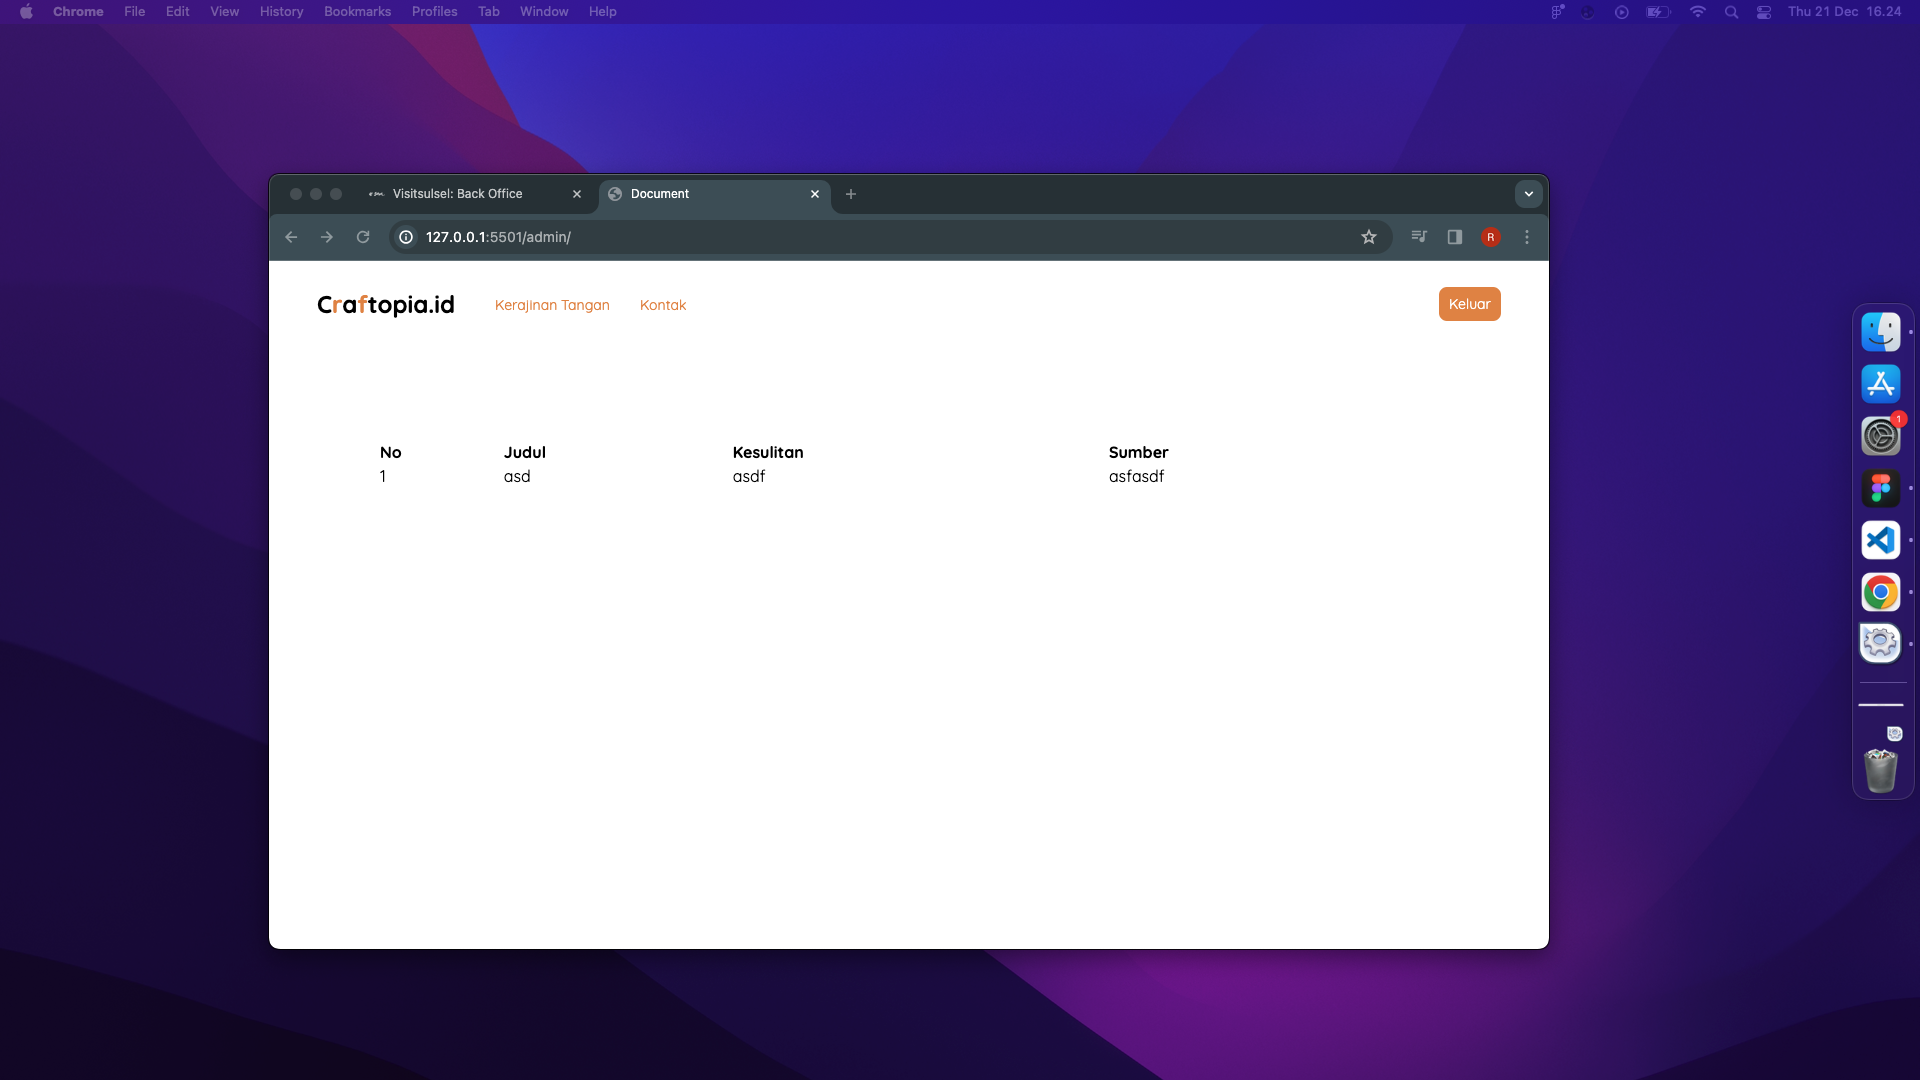 Chrome File Edit View History Bookmarks Profiles Tab Window Help Thu 21 Dec 16.24
Visitsulsel: Back Office Document
127.0.0.1:5501/admin/ R
Craftopia.id Kerajinan Tangan Kontak Keluar
No Judul Kesulitan Sumber
1 asd asdf asfasdf
1